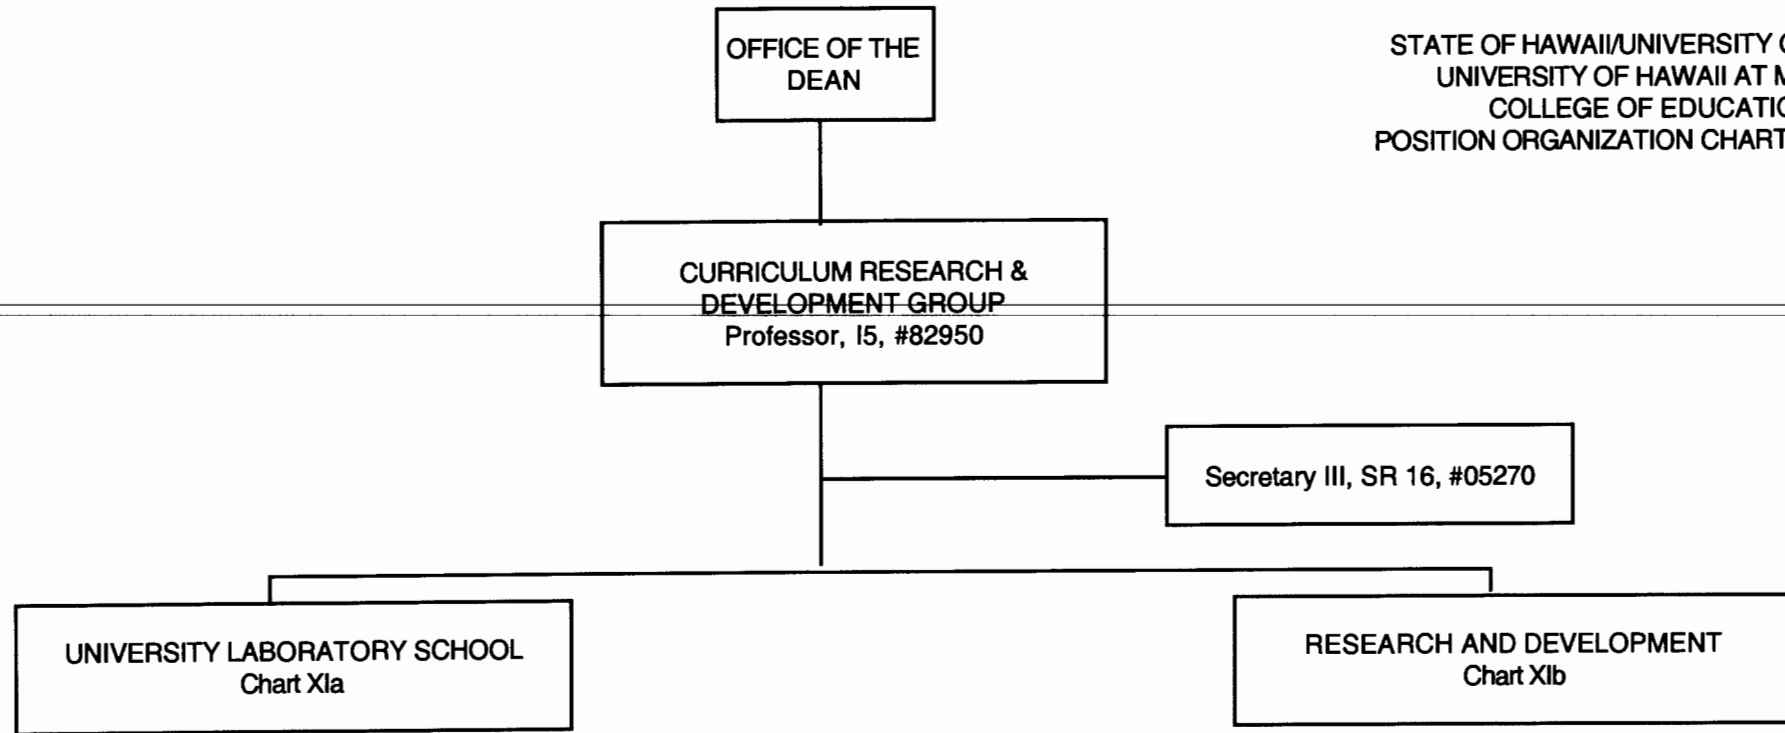 OFFICE OF THE
DEAN
STATE OF HAWAII/UNIVERSITY
UNIVERSITY OF HAWAII AT
COLLEGE OF
POSITION ORGANIZATION CHART
CURRICULUM RESEARCH &
DEVELOPMENT GROUP
Professor, I5, #82950
Secretary III, SR 16, #05270
UNIVERSITY LABORATORY SCHOOL
Chart XIa
RESEARCH AND DEVELOPMENT
Chart XIb